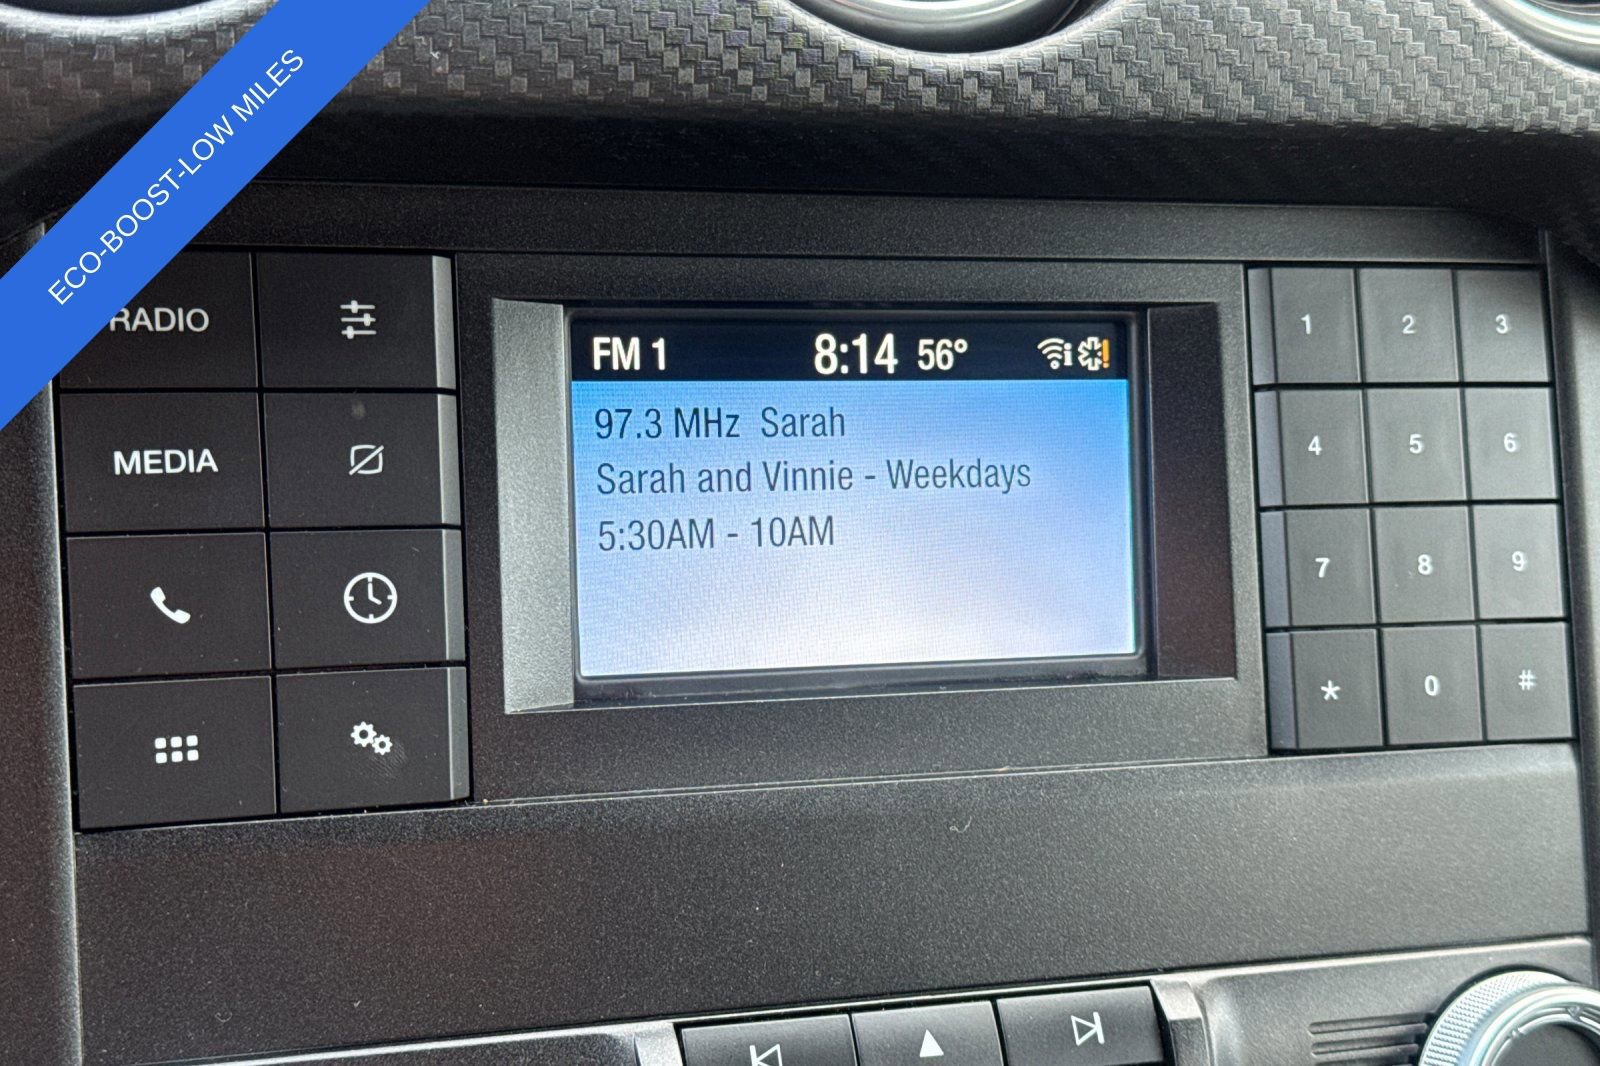 ECO-BOOST-LOW MILES
RADIO
MEDIA
FM 1 8:14 56°
97.3 MHz Sarah
Sarah and Vinnie - Weekdays
5:30AM - 10AM
1 2 3
4 5 6
7 8 9
* 0 #